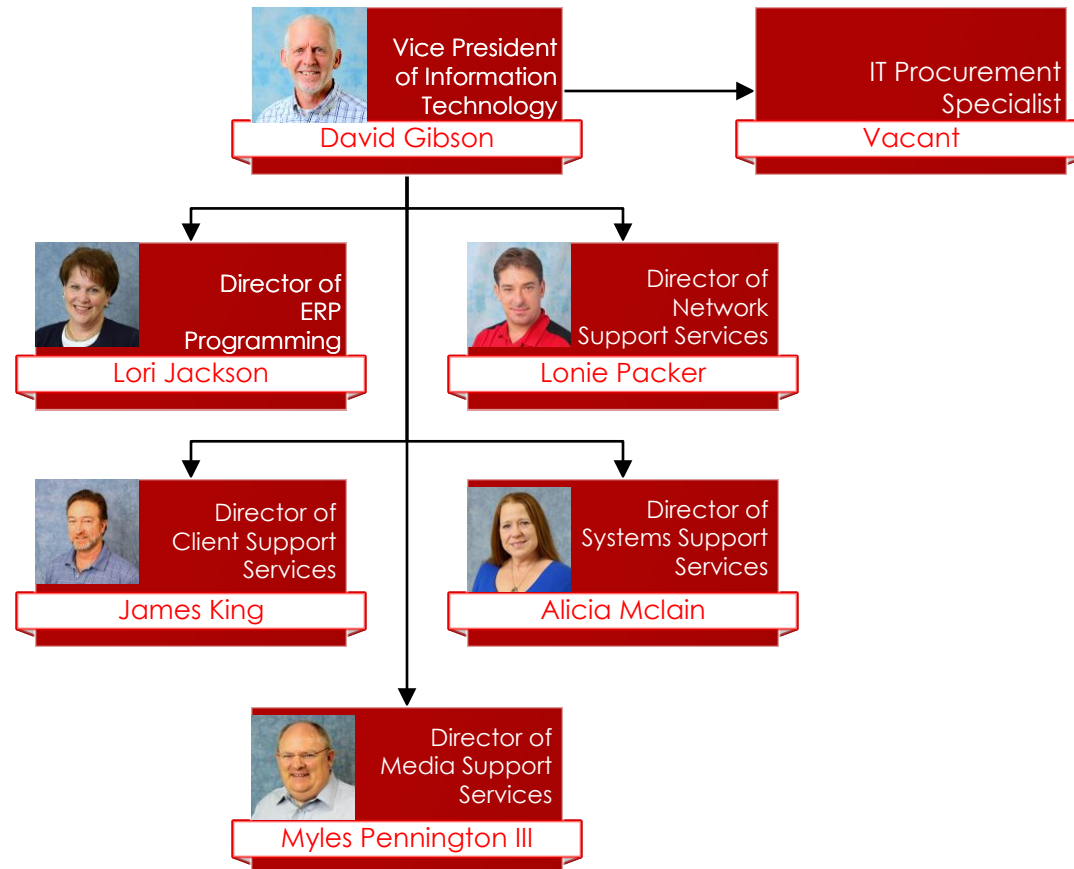 Vice President
of Information
Technology
David Gibson
IT Procurement
Specialist
Vacant
Director of
ERP
Programming
Lori Jackson
Director of
Network
Support Services
Lonie Packer
Director of
Client Support
Services
James King
Director of
Systems Support
Services
Alicia Mclain
Director of
Media Support
Services
Myles Pennington III